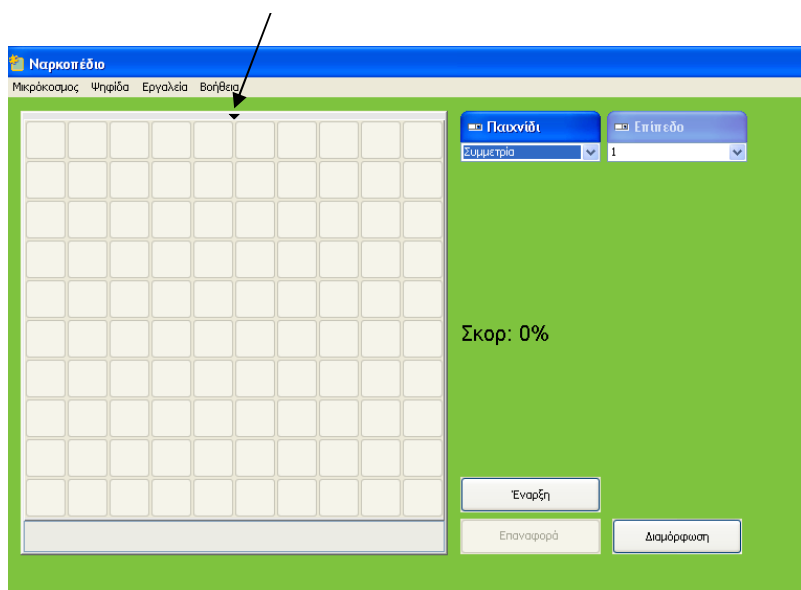 Ναρκοπέδιο
Μικρόκοσμος Ψηφίδα Εργαλεία Βοήθεια
Παιχνίδι Επίπεδο
Συμμετρία 1
Σκορ: 0%
Έναρξη
Επαναφορά Διαμόρφωση